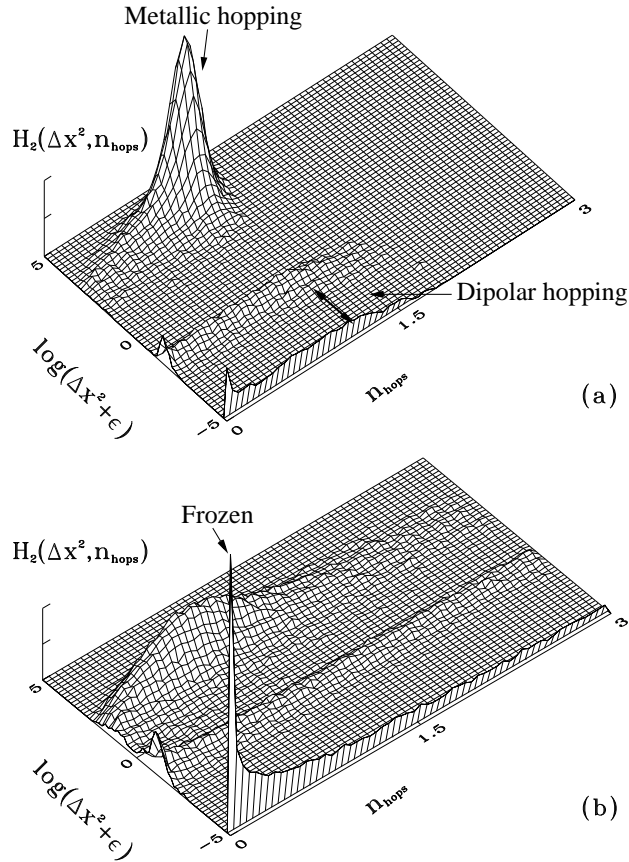 Metallic hopping
H₂(Δx²,n_hops)
5
0
-5
log(Δx²+ϵ)
0
1.5
3
n_hops
Dipolar hopping
(a)
Frozen
H₂(Δx²,n_hops)
5
0
-5
log(Δx²+ϵ)
0
1.5
3
n_hops
(b)